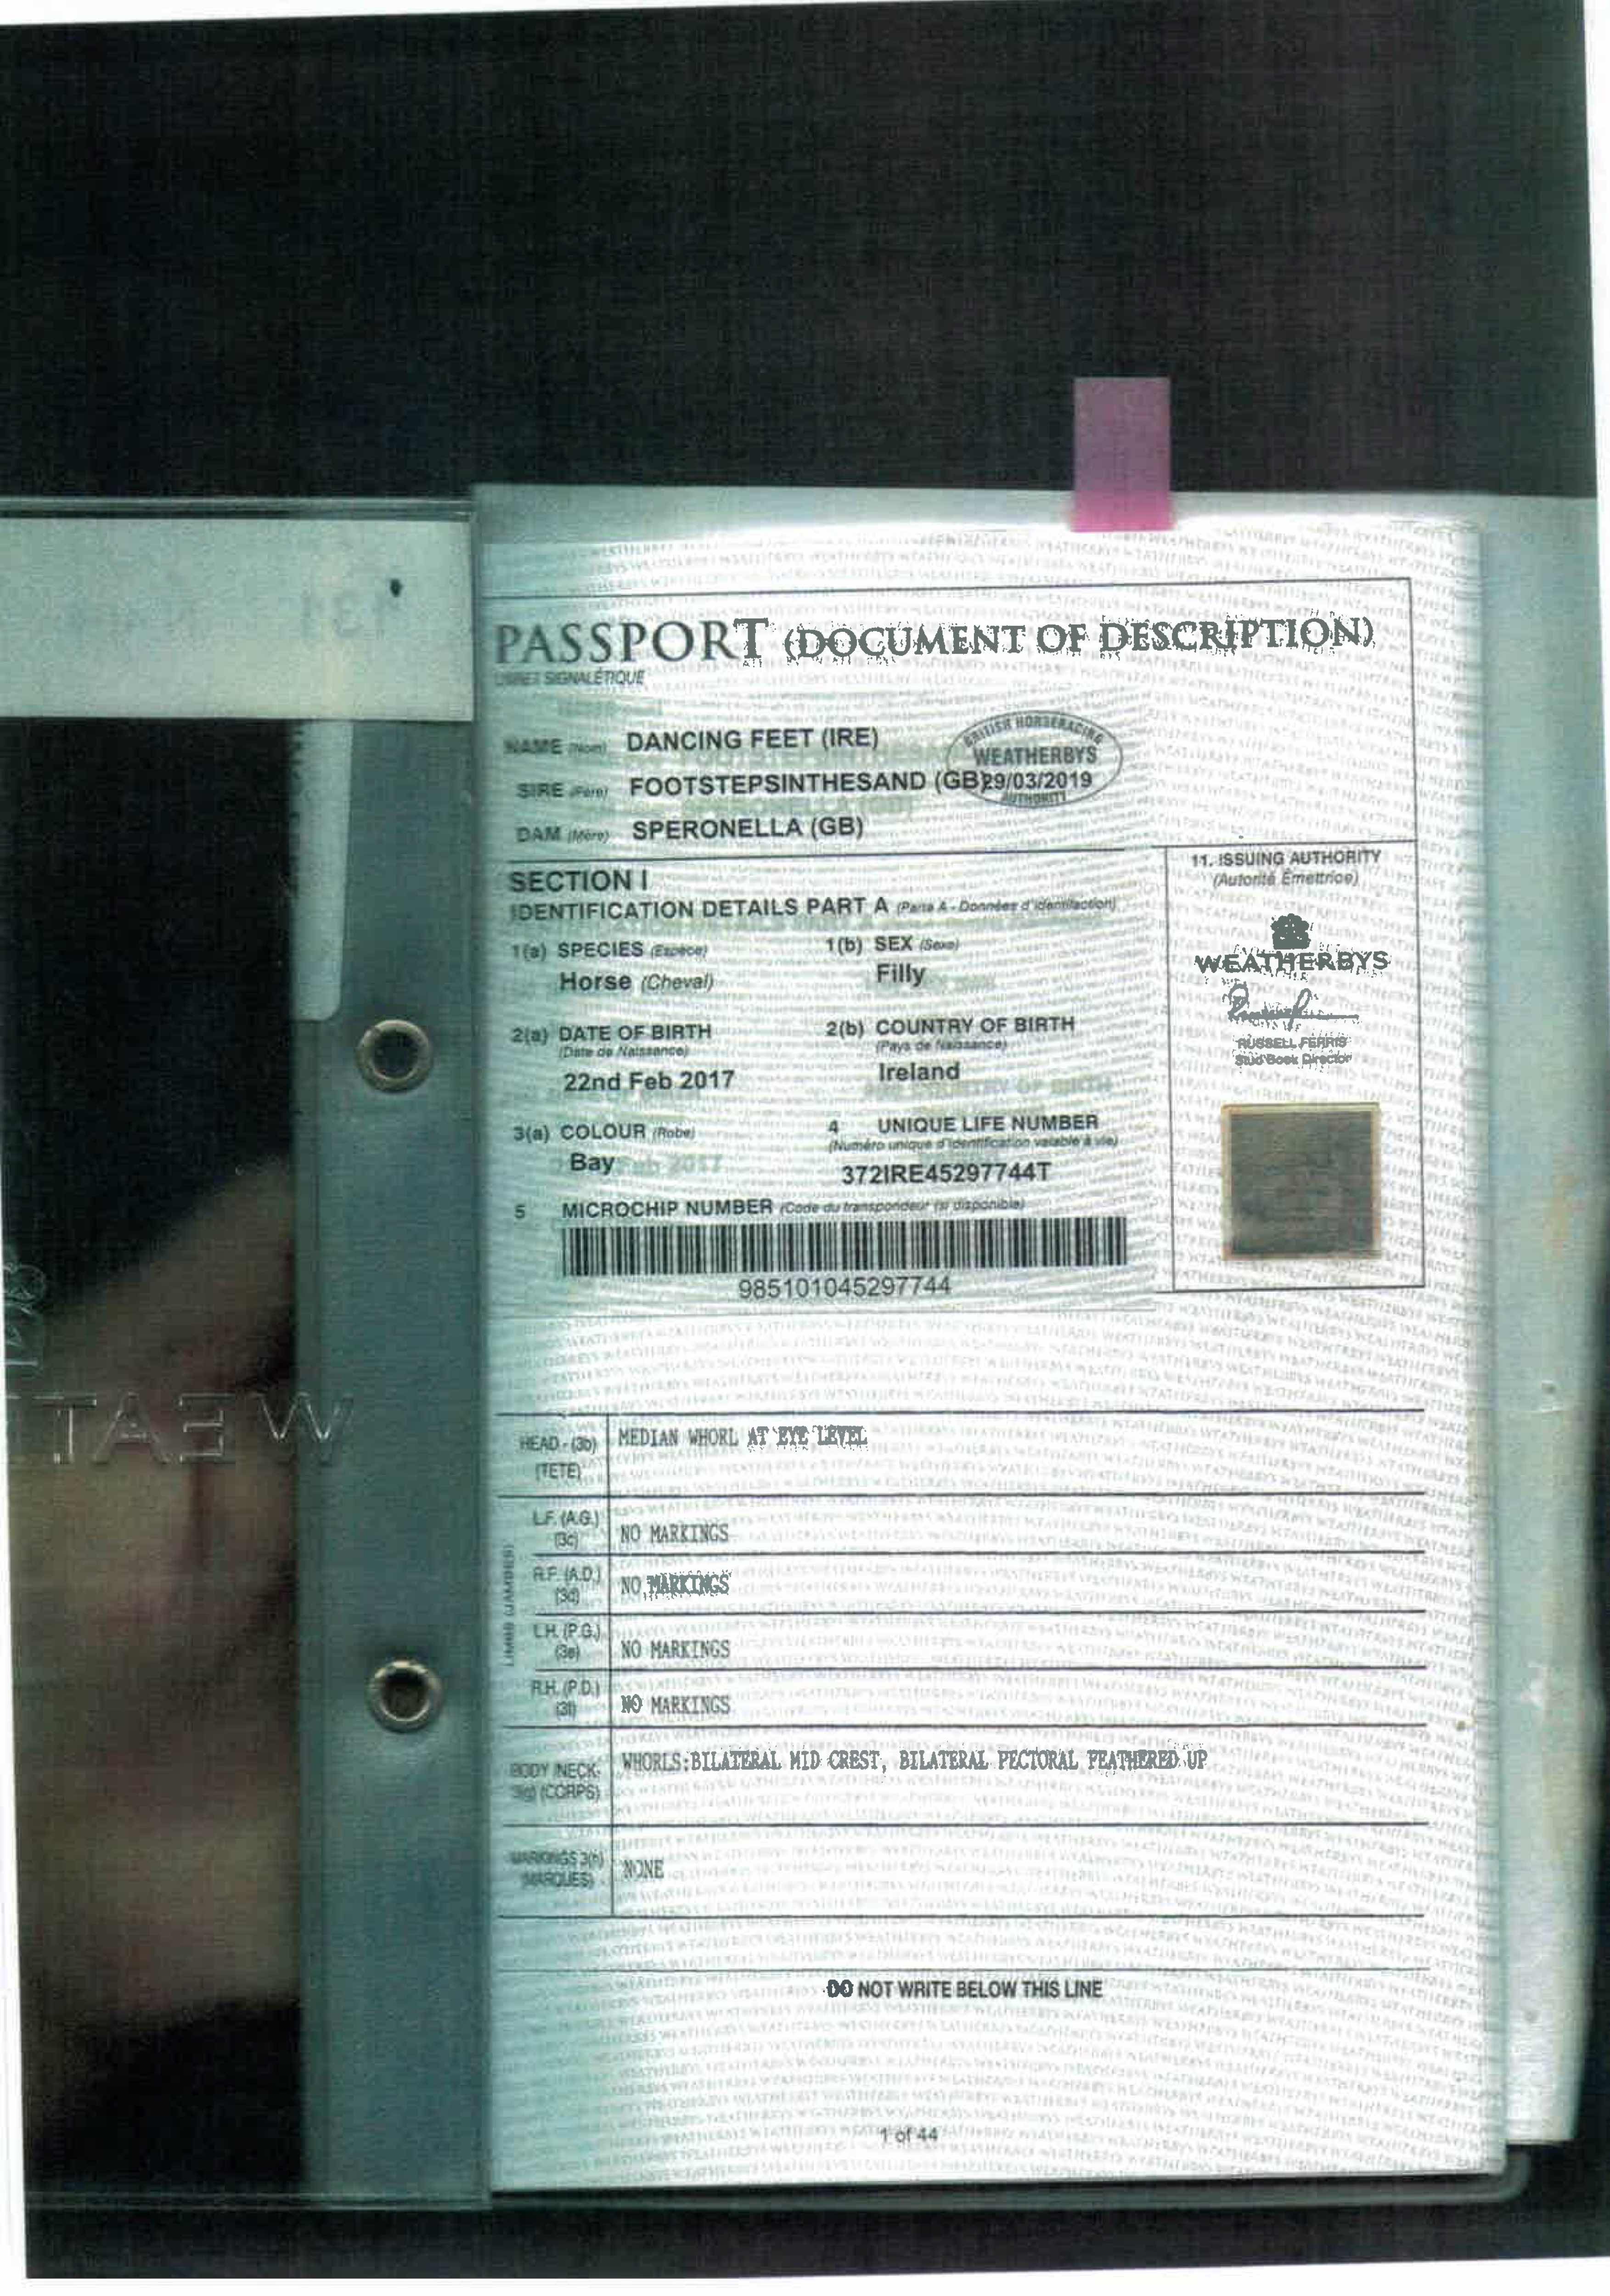 PASSPORT (DOCUMENT OF DESCRIPTION)
LIVRET SIGNALÉTIQUE
NAME (Nom) DANCING FEET (IRE)
BRITISH HORSERACING
WEATHERBYS
SIRE (Père) FOOTSTEPSINTHESAND (GB)
29/03/2019
AUTHORITY
DAM (Mère) SPERONELLA (GB)
SECTION I
IDENTIFICATION DETAILS PART A (Partie A - Données d'identifaction)
1(a) SPECIES (Espèce)
Horse (Cheval)
1(b) SEX (Sexe)
Filly
2(a) DATE OF BIRTH
(Date de Naissance)
22nd Feb 2017
2(b) COUNTRY OF BIRTH
(Pays de Naissance)
Ireland
3(a) COLOUR (Robe)
Bay
4 UNIQUE LIFE NUMBER
(Numéro unique d'identification valable à vie)
372IRE45297744T
5 MICROCHIP NUMBER (Code du transpondeur (si disponible)
985101045297744
11. ISSUING AUTHORITY
(Autorité Émettrice)
WEATHERBYS
RUSSELL FERRIS
Stud Book Director
HEAD - (3b)
(TETE)
MEDIAN WHORL AT EYE LEVEL
LIMBS (JAMBES)
L.F. (A.G.)
(3c)
NO MARKINGS
R.F. (A.D.)
(3d)
NO MARKINGS
L.H. (P.G.)
(3e)
NO MARKINGS
R.H. (P.D.)
(3f)
NO MARKINGS
BODY /NECK-
3(g) (CORPS)
WHORLS:BILATERAL MID CREST, BILATERAL PECTORAL FEATHERED UP
MARKINGS 3(h)
(MARQUES)
NONE
DO NOT WRITE BELOW THIS LINE
1 of 44